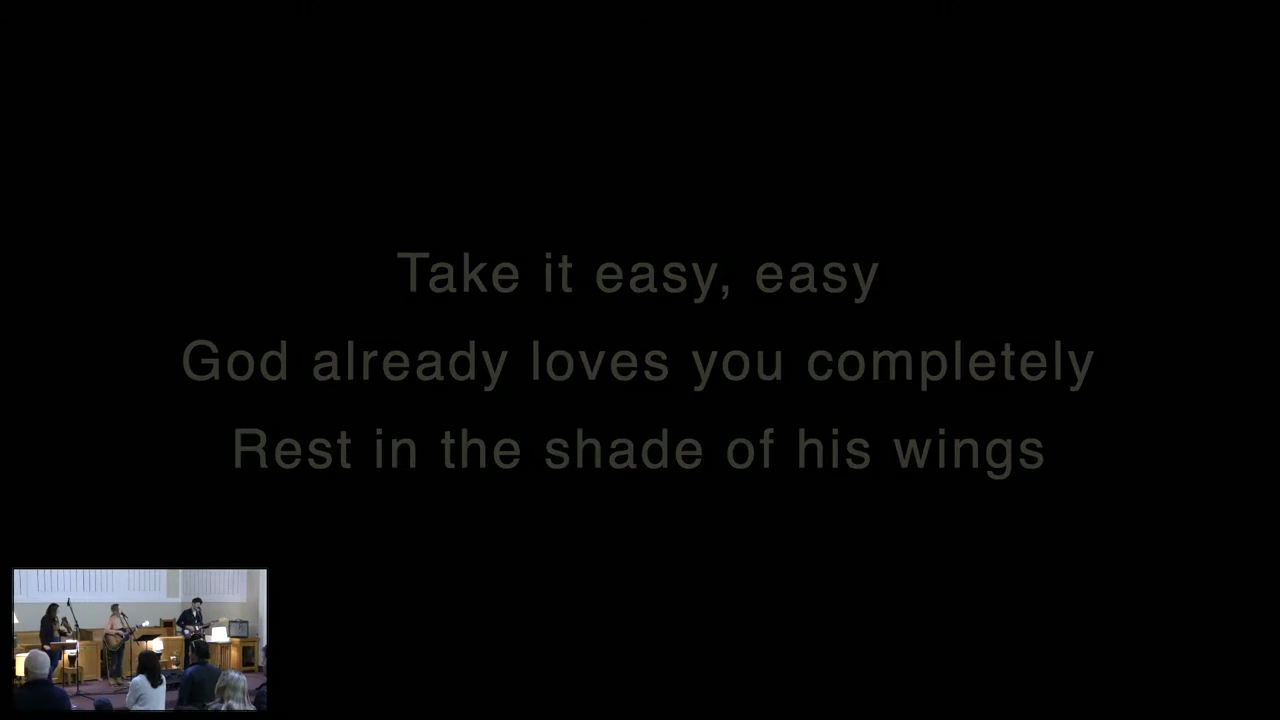 Take it easy, easy
God already loves you completely
Rest in the shade of his wings